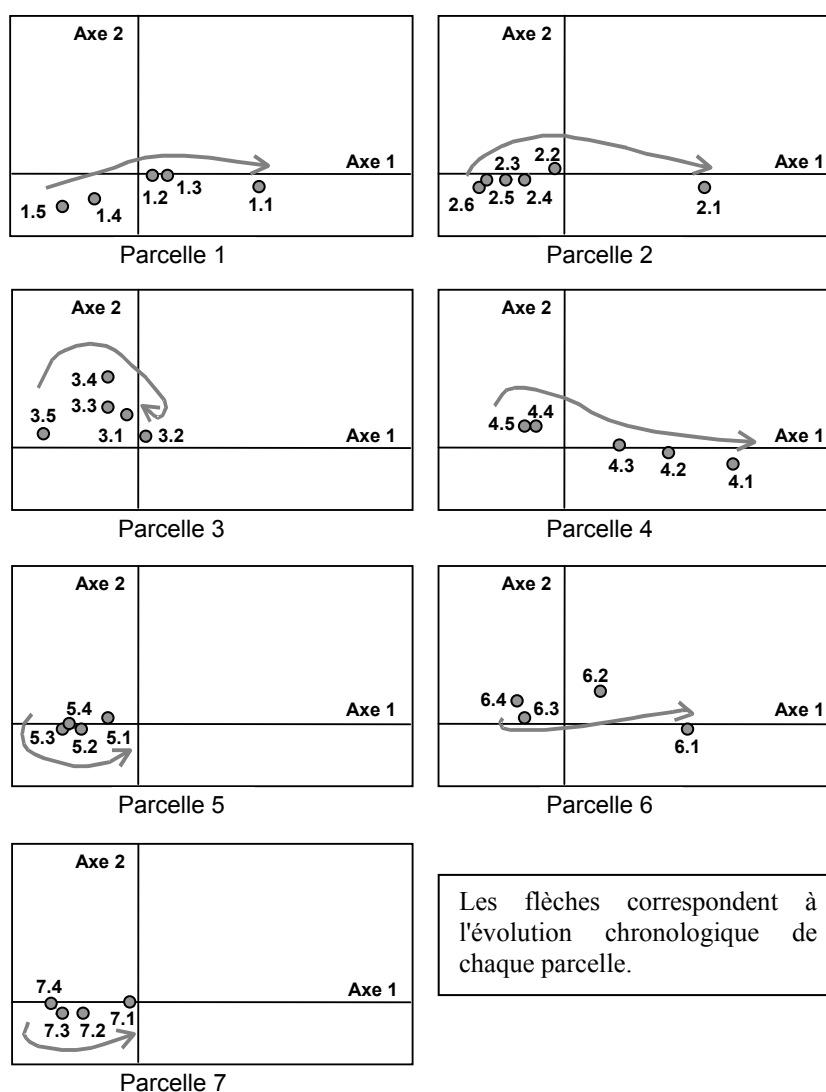 Axe 2
Axe 1
1.5
1.4
1.2
1.3
1.1
Parcelle 1
Axe 2
Axe 1
2.2
2.3
2.6
2.5
2.4
2.1
Parcelle 2
Axe 2
3.4
3.3
3.5
3.1
3.2
Axe 1
Parcelle 3
Axe 2
4.4
4.5
Axe 1
4.3
4.2
4.1
Parcelle 4
Axe 2
5.4
Axe 1
5.3
5.2
5.1
Parcelle 5
Axe 2
6.2
6.4
6.3
Axe 1
6.1
Parcelle 6
Axe 2
7.4
Axe 1
7.3
7.2
7.1
Parcelle 7
Les flèches correspondent à
l'évolution chronologique de
chaque parcelle.